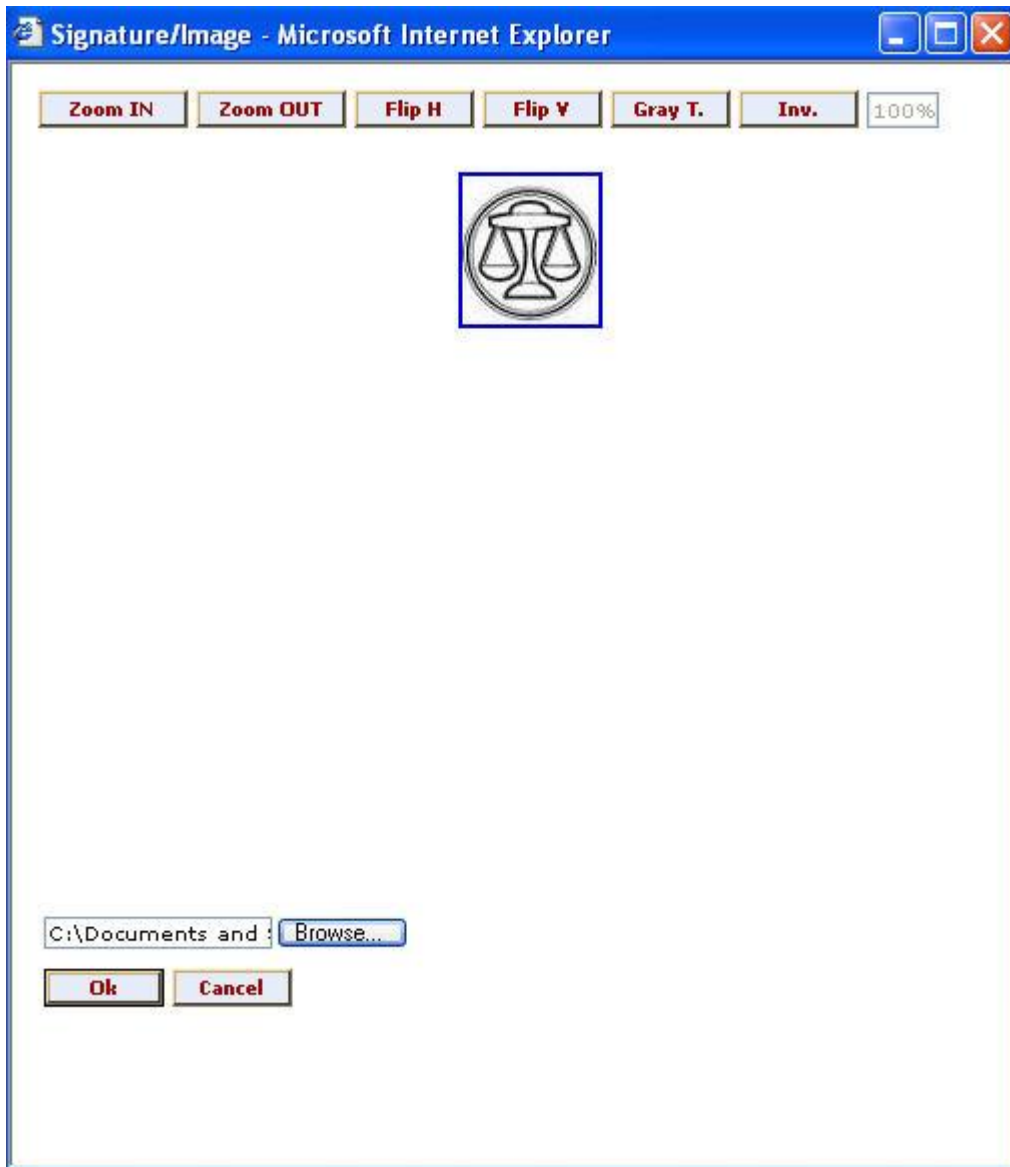 Signature/Image - Microsoft Internet Explorer
Zoom IN Zoom OUT Flip H Flip V Gray T. Inv. 100%
C:\Documents and Browse...
Ok Cancel